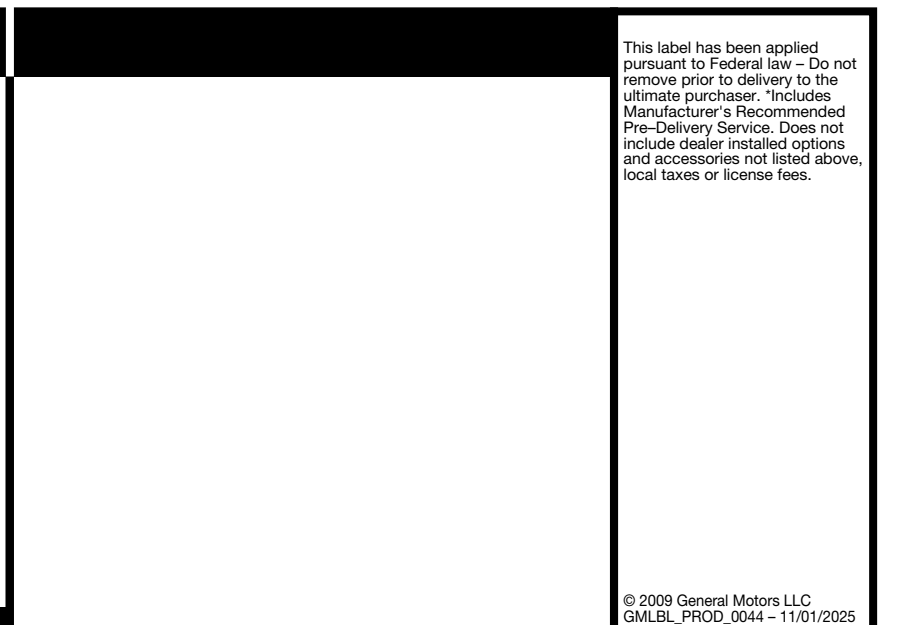 This label has been applied
pursuant to Federal law – Do not
remove prior to delivery to the
ultimate purchaser. *Includes
Manufacturer's Recommended
Pre–Delivery Service. Does not
include dealer installed options
and accessories not listed above,
local taxes or license fees.
© 2009 General Motors LLC
GMLBL_PROD_0044 – 11/01/2025